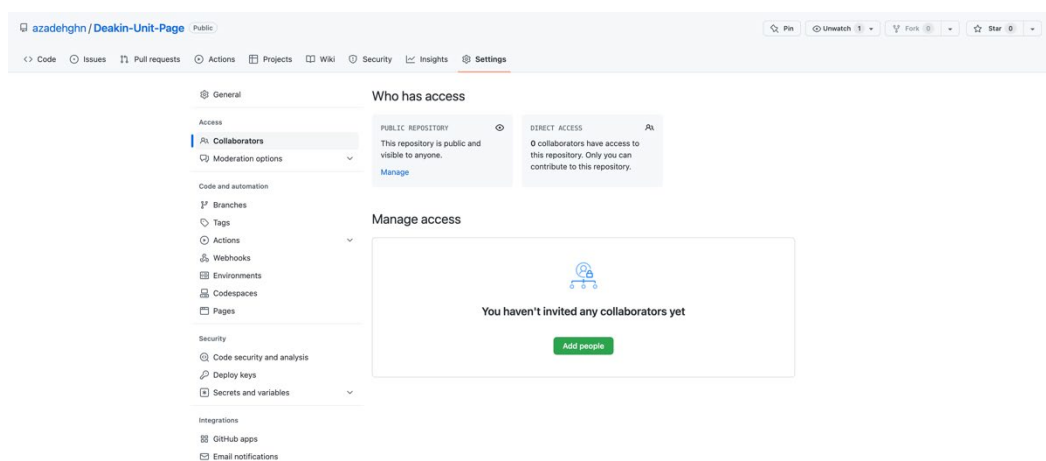 azadehghn / Deakin-Unit-Page Public
Pin Unwatch 1 Fork 0 Star 0
Code Issues Pull requests Actions Projects Wiki Security Insights Settings
General
Access
Collaborators
Moderation options
Code and automation
Branches
Tags
Actions
Webhooks
Environments
Codespaces
Pages
Security
Code security and analysis
Deploy keys
Secrets and variables
Integrations
GitHub apps
Email notifications
Who has access
PUBLIC REPOSITORY
This repository is public and
visible to anyone.
Manage
DIRECT ACCESS
0 collaborators have access to
this repository. Only you can
contribute to this repository.
Manage access
You haven't invited any collaborators yet
Add people